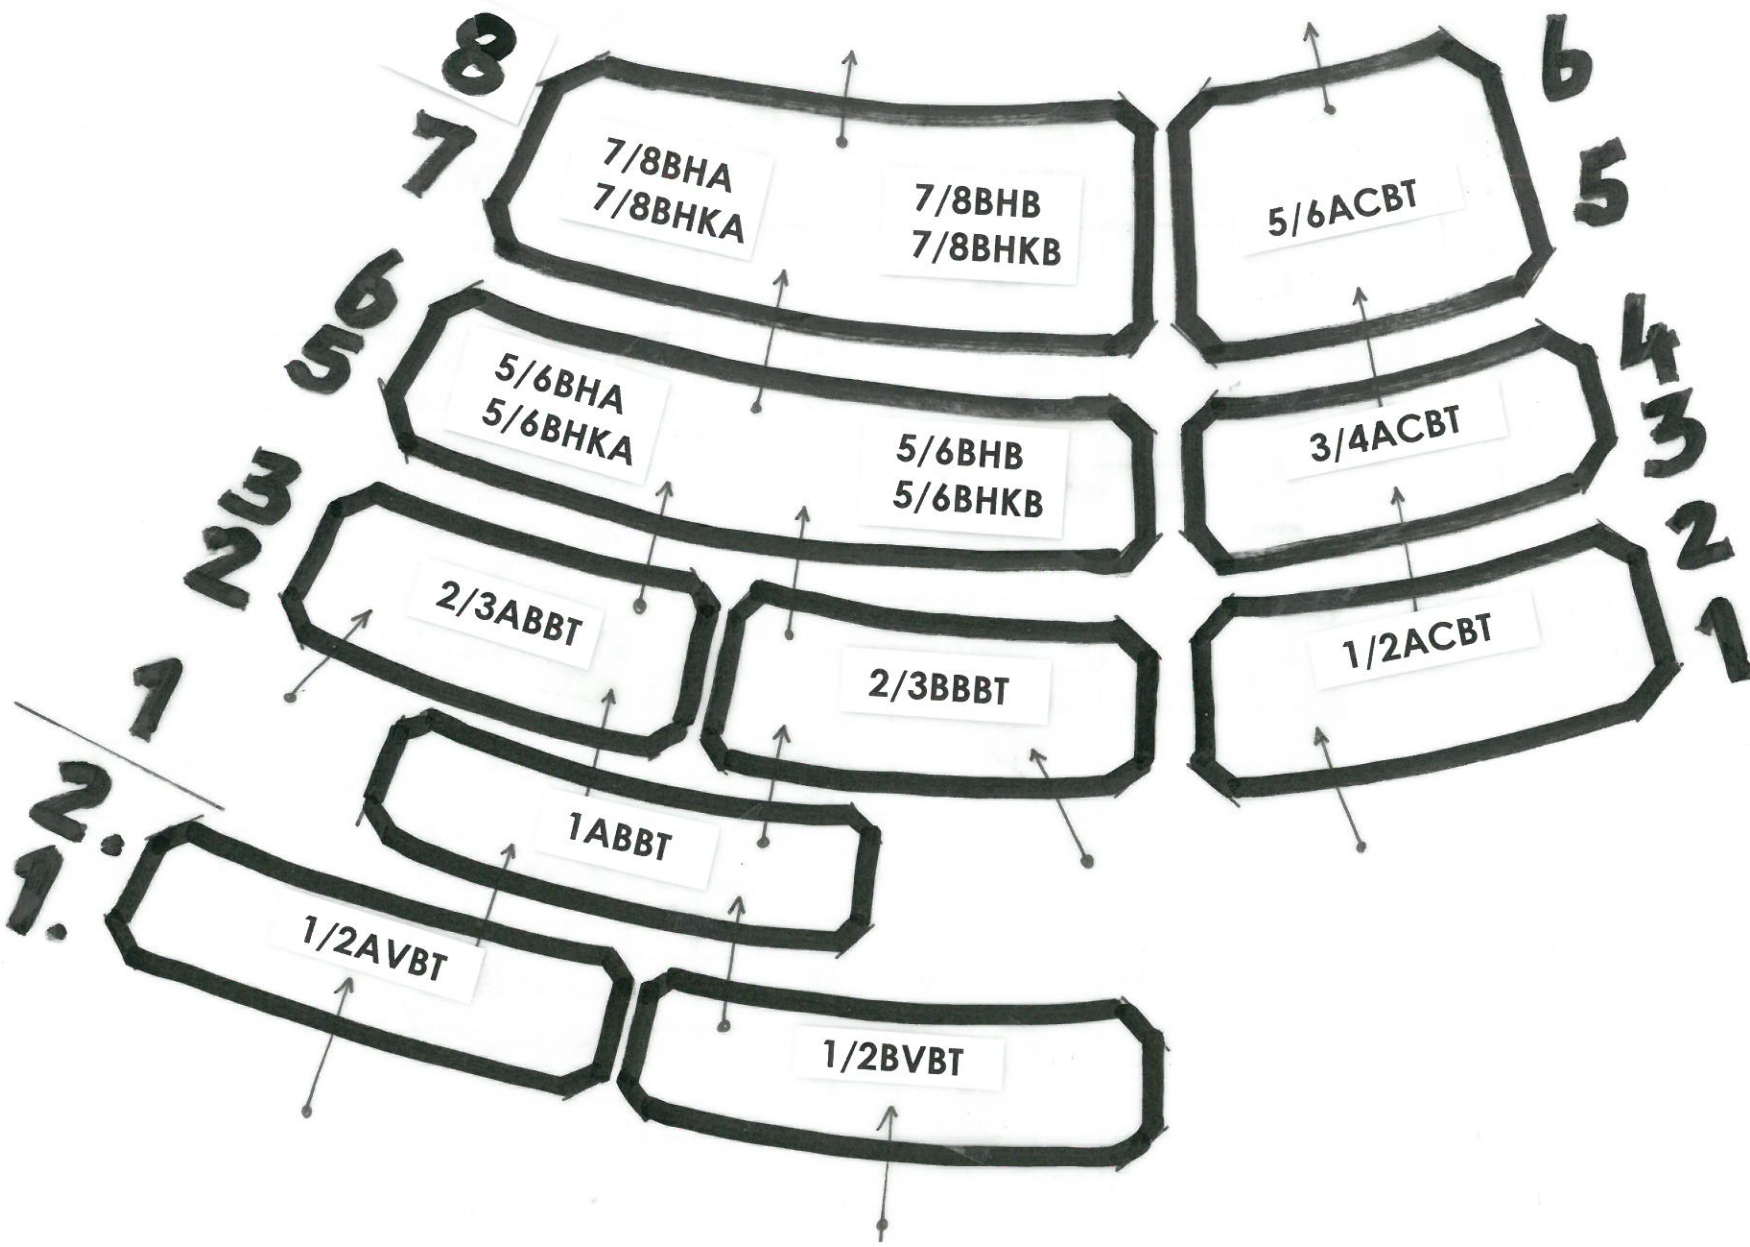 8
7
6
5
3
2
1
2.
1.
7/8BHA
7/8BHKA
7/8BHB
7/8BHKB
5/6BHA
5/6BHKA
5/6BHB
5/6BHKB
2/3ABBT
2/3BBBT
1ABBT
1/2AVBT
1/2BVBT
5/6ACBT
3/4ACBT
1/2ACBT
6
5
4
3
2
1